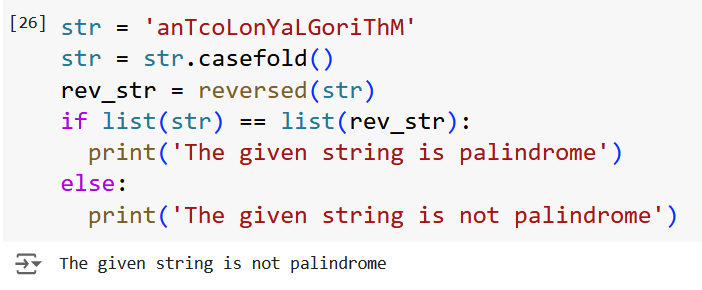 [26] str = 'anTcoLonYaLGoriThM'
str = str.casefold()
rev_str = reversed(str)
if list(str) == list(rev_str):
  print('The given string is palindrome')
else:
  print('The given string is not palindrome')
The given string is not palindrome